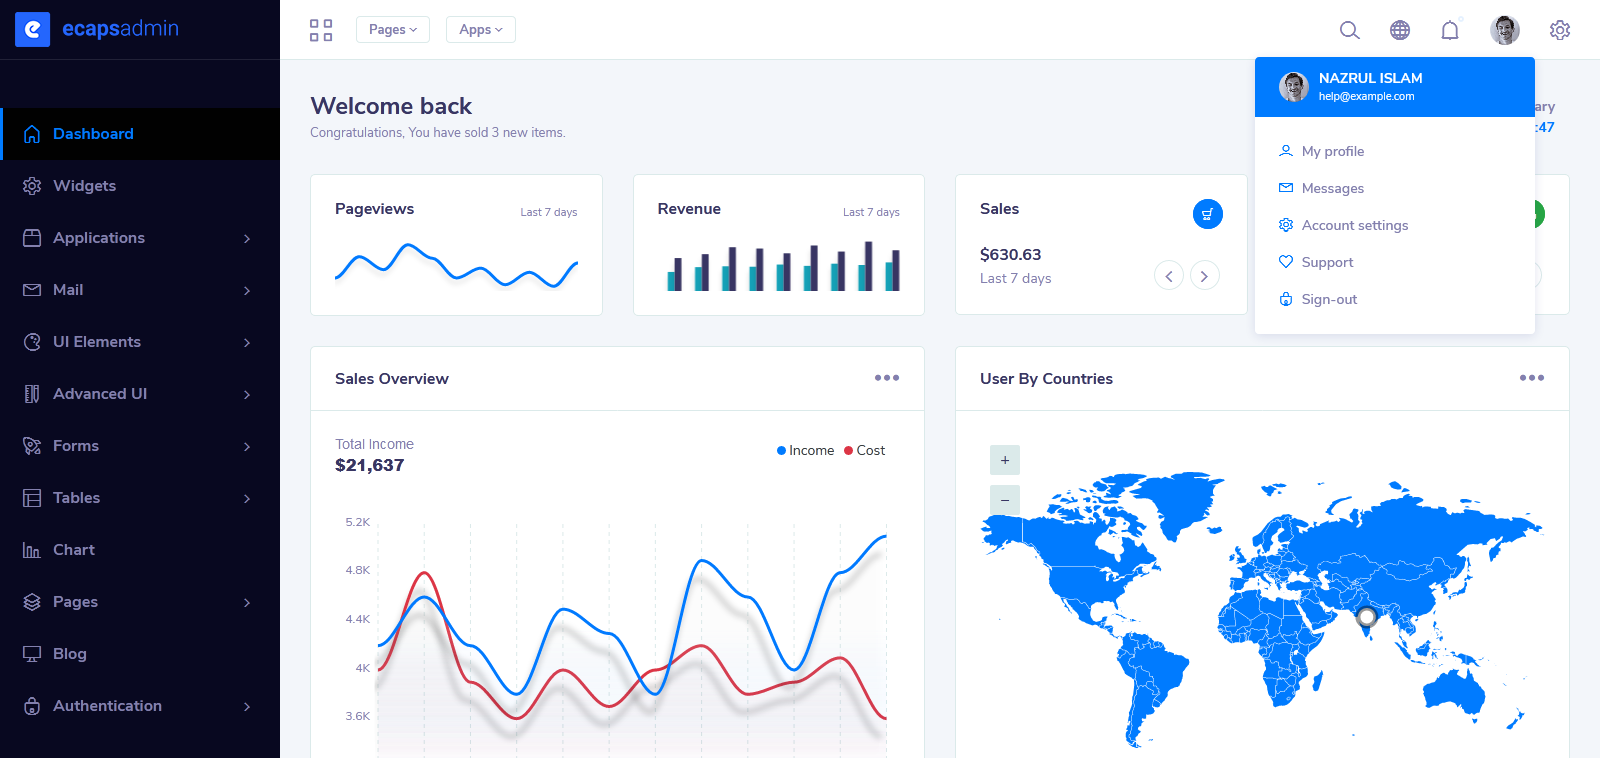 ecapsadmin
Pages
Apps
Dashboard
Widgets
Applications
Mail
UI Elements
Advanced UI
Forms
Tables
Chart
Pages
Blog
Authentication
Welcome back
Congratulations, You have sold 3 new items.
NAZRUL ISLAM
help@example.com
ary
:47
My profile
Messages
Account settings
Support
Sign-out
Pageviews
Last 7 days
Revenue
Last 7 days
Sales
$630.63
Last 7 days
Sales Overview
Total Income
$21,637
Income
Cost
5.2K
4.8K
4.4K
4K
3.6K
User By Countries
+
−